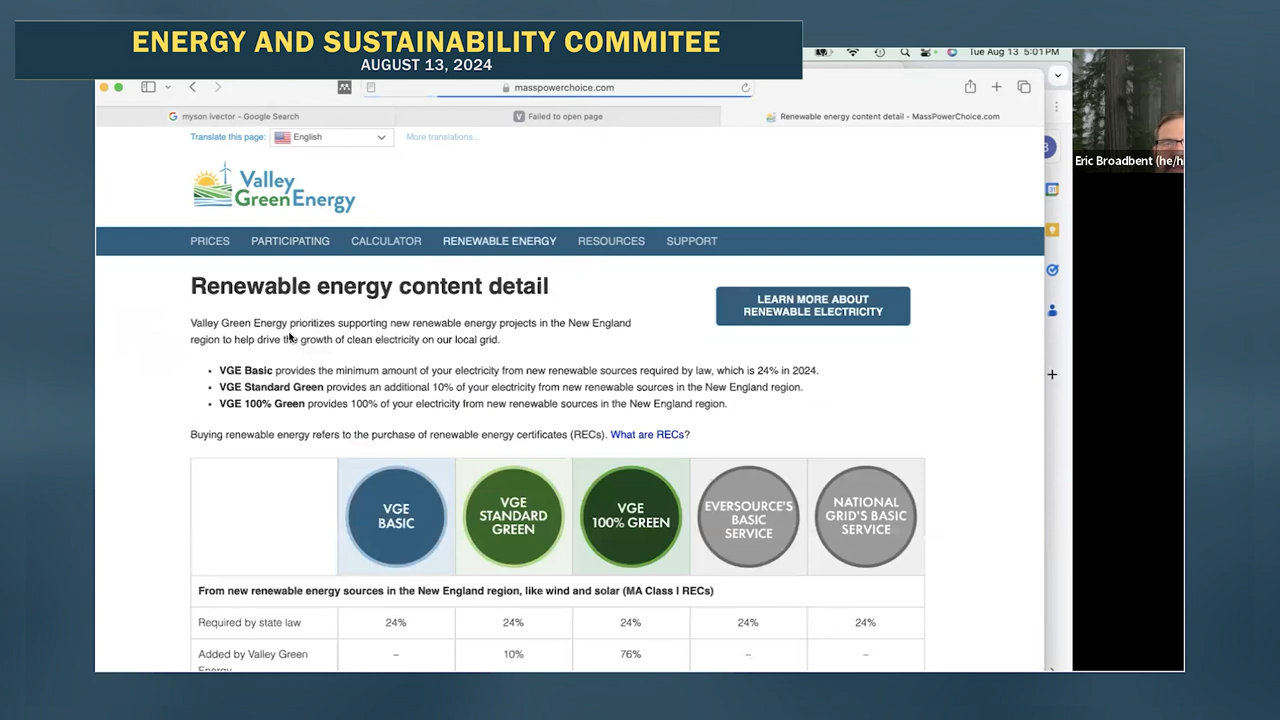 ENERGY AND SUSTAINABILITY COMMITEE
AUGUST 13, 2024
Tue Aug 13 5:01PM
masspowerchoice.com
myson ivector - Google Search
Failed to open page
Renewable energy content detail - MassPowerChoice.com
Translate this page:
English
More translations...
Valley
GreenEnergy
PRICES
PARTICIPATING
CALCULATOR
RENEWABLE ENERGY
RESOURCES
SUPPORT
Eric Broadbent (he/h
Renewable energy content detail
LEARN MORE ABOUT
RENEWABLE ELECTRICITY
Valley Green Energy prioritizes supporting new renewable energy projects in the New England
region to help drive the growth of clean electricity on our local grid.
• VGE Basic provides the minimum amount of your electricity from new renewable sources required by law, which is 24% in 2024.
• VGE Standard Green provides an additional 10% of your electricity from new renewable sources in the New England region.
• VGE 100% Green provides 100% of your electricity from new renewable sources in the New England region.
Buying renewable energy refers to the purchase of renewable energy certificates (RECs). What are RECs?
VGE
BASIC
VGE
STANDARD
GREEN
VGE
100% GREEN
EVERSOURCE'S
BASIC
SERVICE
NATIONAL
GRID'S BASIC
SERVICE
From new renewable energy sources in the New England region, like wind and solar (MA Class I RECs)
Required by state law 24% 24% 24% 24% 24%
Added by Valley Green – 10% 76% – –
Energy